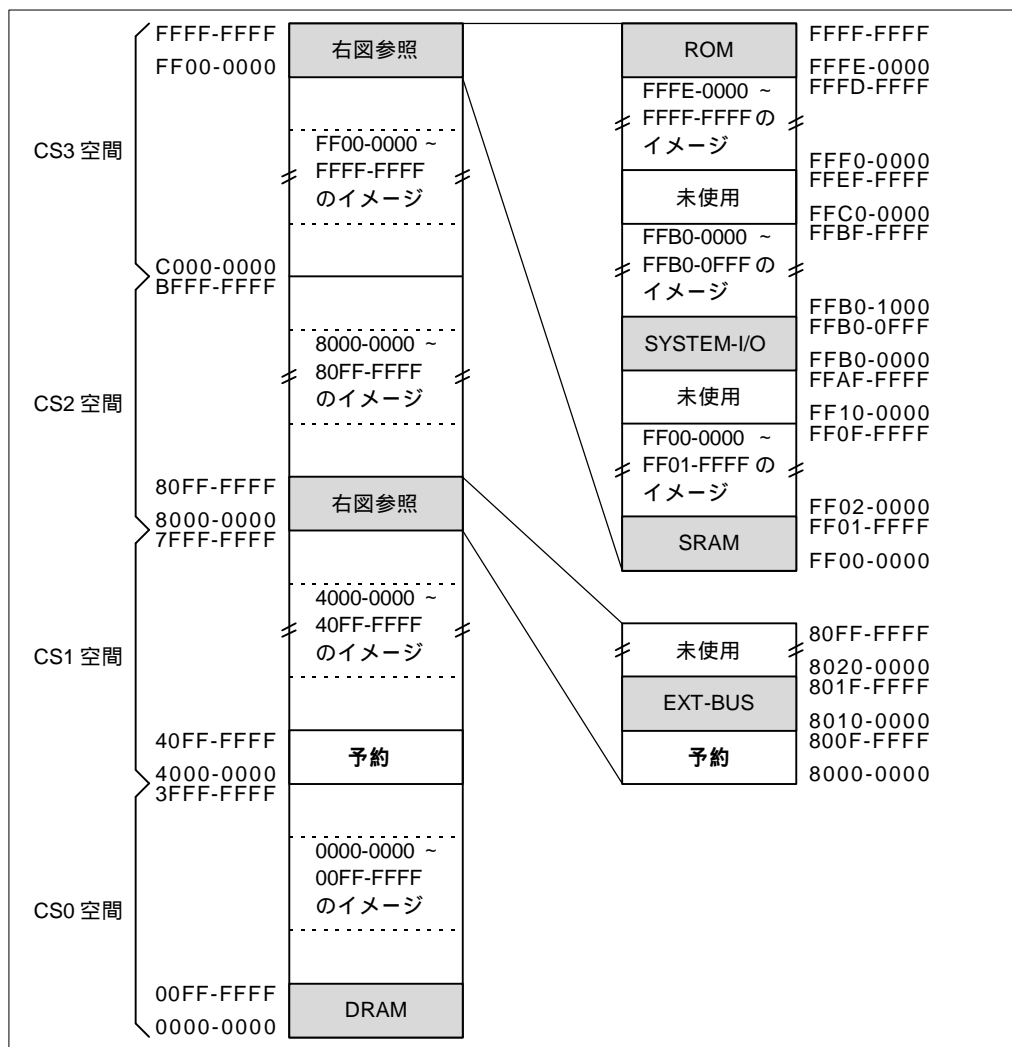 FFFF-FFFF
FF00-0000
CS3 空間
C000-0000
BFFF-FFFF
CS2 空間
80FF-FFFF
8000-0000
7FFF-FFFF
CS1 空間
40FF-FFFF
4000-0000
3FFF-FFFF
CS0 空間
00FF-FFFF
0000-0000
右図参照
FF00-0000 ~
FFFF-FFFF
のイメージ
8000-0000 ~
80FF-FFFF
のイメージ
右図参照
4000-0000 ~
40FF-FFFF
のイメージ
予約
0000-0000 ~
00FF-FFFF
のイメージ
DRAM
ROM
FFFE-0000 ~
FFFF-FFFF の
イメージ
未使用
FFB0-0000 ~
FFB0-0FFF の
イメージ
SYSTEM-I/O
未使用
FF00-0000 ~
FF01-FFFF の
イメージ
SRAM
FFFF-FFFF
FFFE-0000
FFFD-FFFF
FFF0-0000
FFEF-FFFF
FFC0-0000
FFBF-FFFF
FFB0-1000
FFB0-0FFF
FFB0-0000
FFAF-FFFF
FF10-0000
FF0F-FFFF
FF02-0000
FF01-FFFF
FF00-0000
未使用
EXT-BUS
予約
80FF-FFFF
8020-0000
801F-FFFF
8010-0000
800F-FFFF
8000-0000